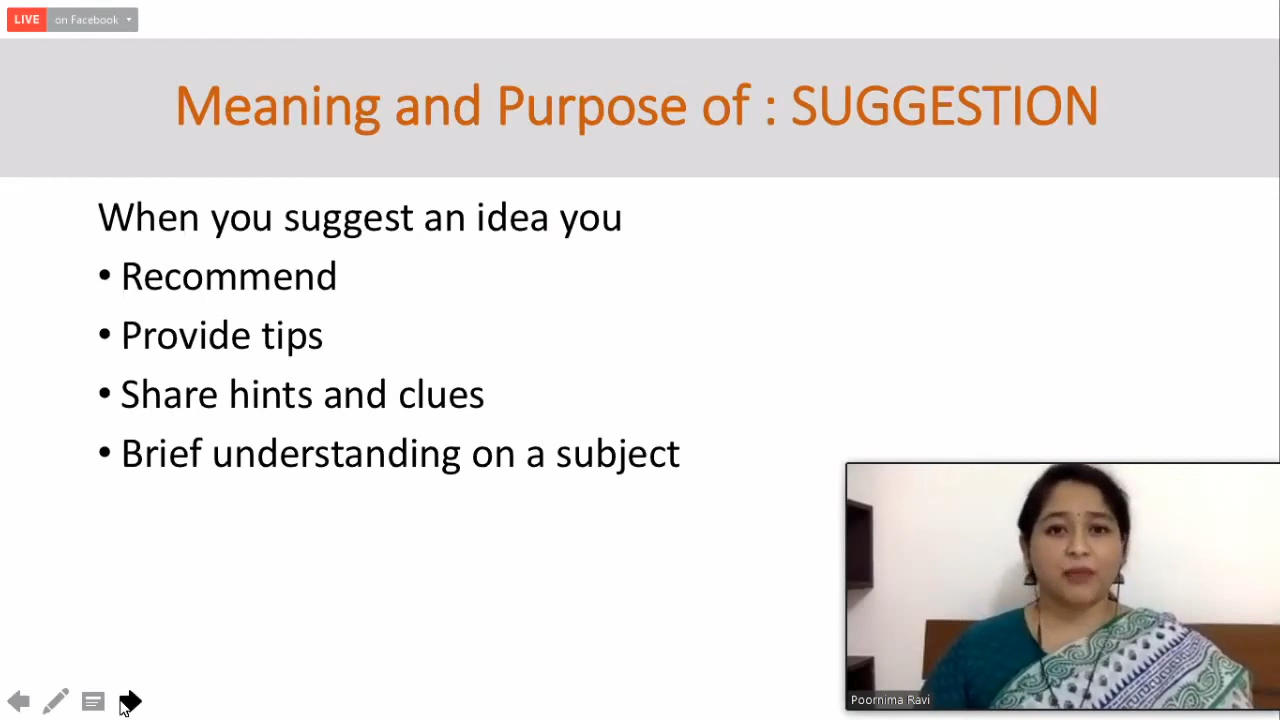 LIVE on Facebook
Meaning and Purpose of : SUGGESTION
When you suggest an idea you
• Recommend
• Provide tips
• Share hints and clues
• Brief understanding on a subject
Poornima Ravi